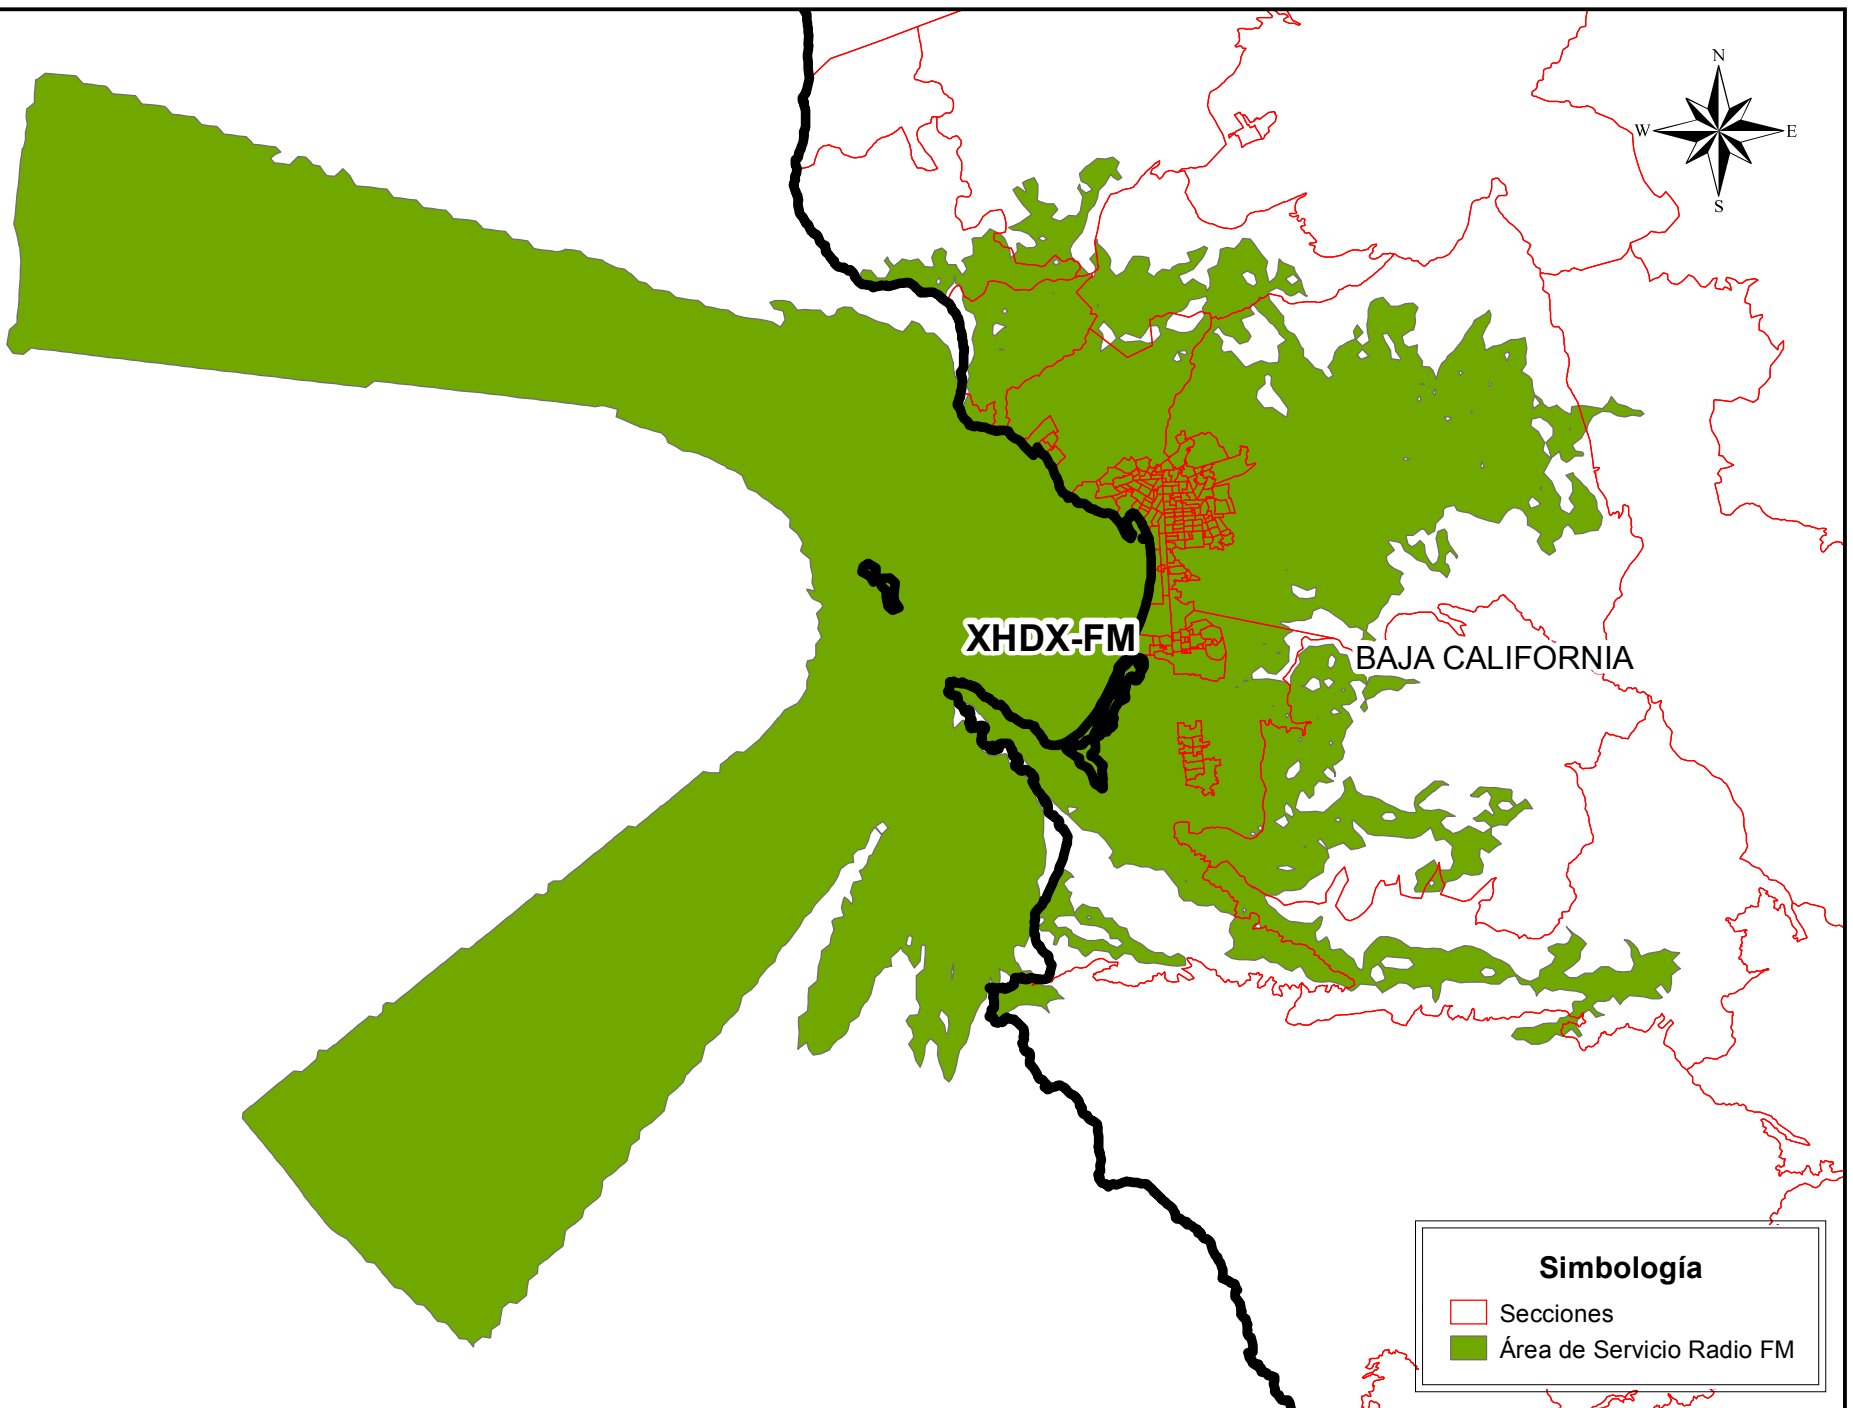 N
W E
S
XHDX-FM
BAJA CALIFORNIA
Simbología
Secciones
Área de Servicio Radio FM